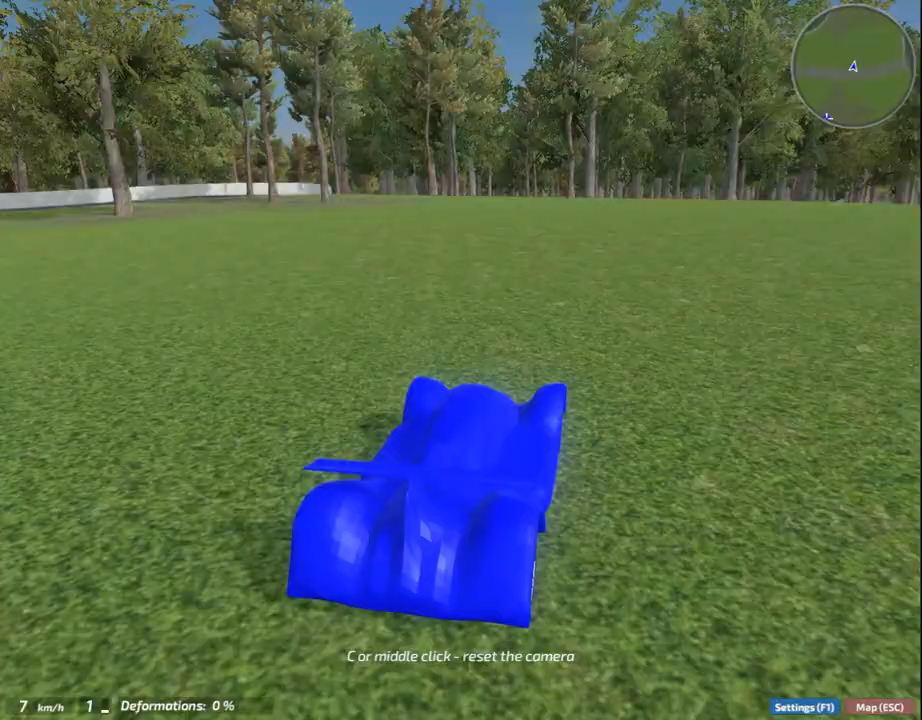 C or middle click - reset the camera
7 km/h 1 _ Deformations: 0 % Settings (F1) Map (ESC)